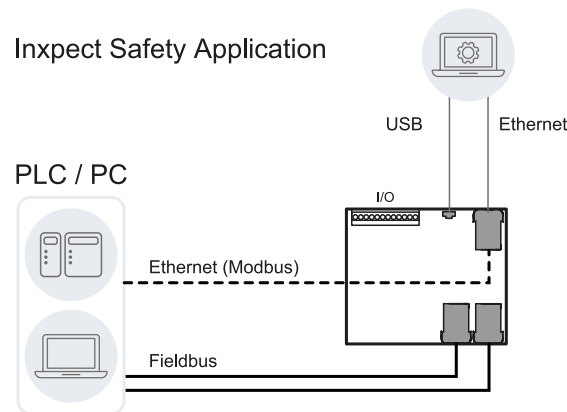 Inxpect Safety Application
USB
Ethernet
PLC / PC
I/O
Ethernet (Modbus)
Fieldbus